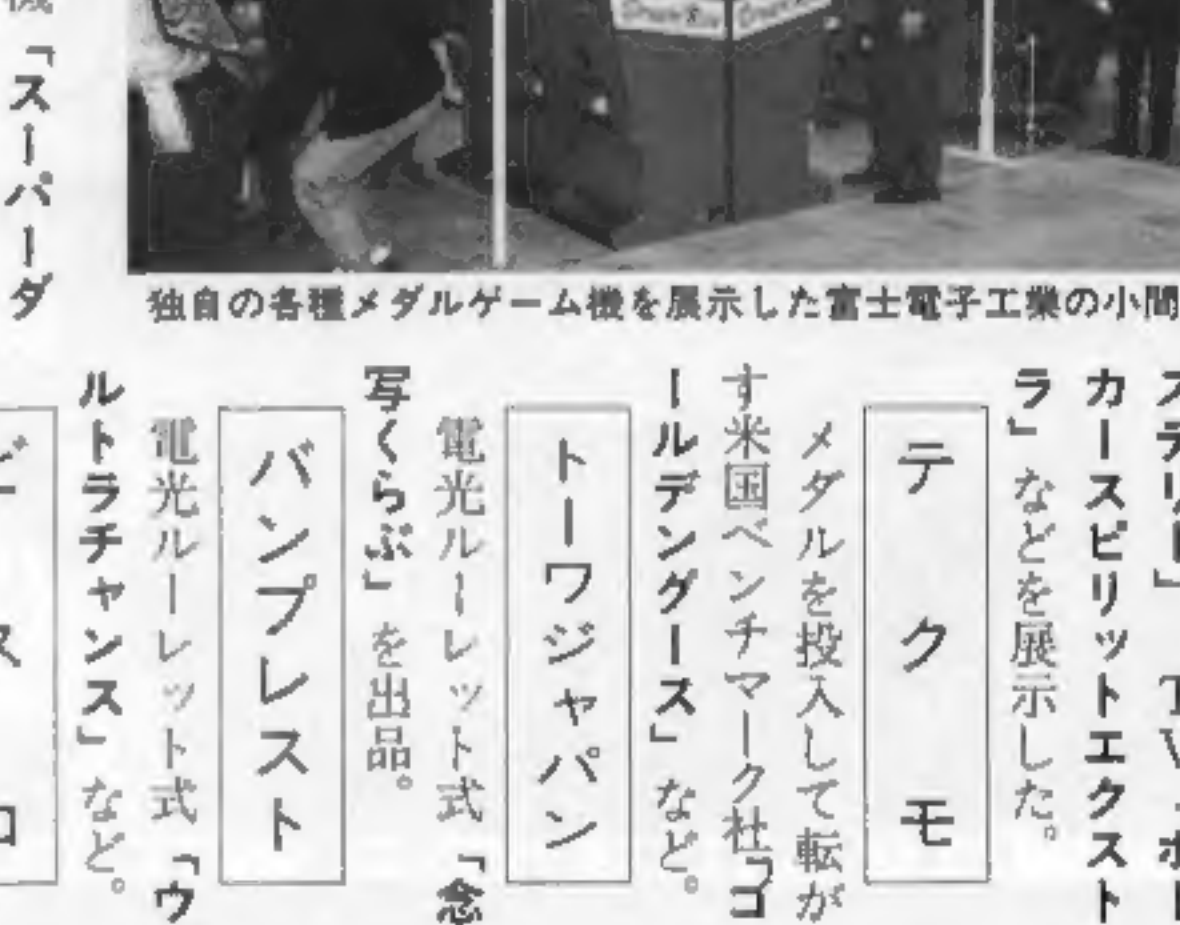 独自の各種メダルゲーム機を展示した富士電子工業の小間
カースピリットエクスト
ラ」などを展示した。
テクモ
メダルを投入して転が
す米国ベンチマーク社「ゴ
ールデングース」など。
トーワジャパン
電光ルーレット式「念
写くらぶ」を出品。
バンプレスト
電光ルーレット式「ウ
ルトラチャンス」など。
機「スーパーダ